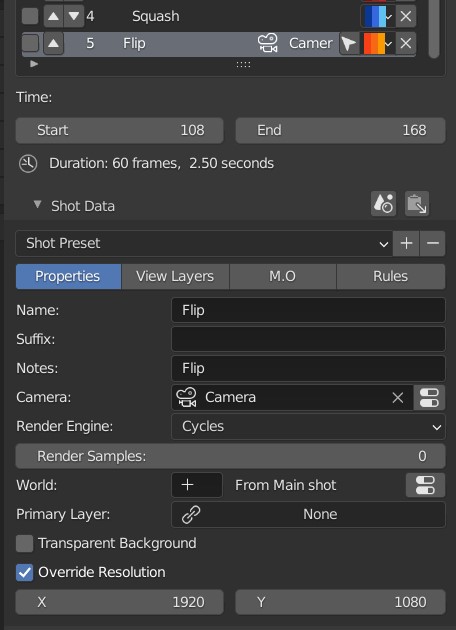 4 Squash
5 Flip Camer
Time:
Start 108 End 168
Duration: 60 frames, 2.50 seconds
Shot Data
Shot Preset
Properties View Layers M.O Rules
Name: Flip
Suffix:
Notes: Flip
Camera: Camera
Render Engine: Cycles
Render Samples: 0
World: From Main shot
Primary Layer: None
Transparent Background
Override Resolution
X 1920 Y 1080